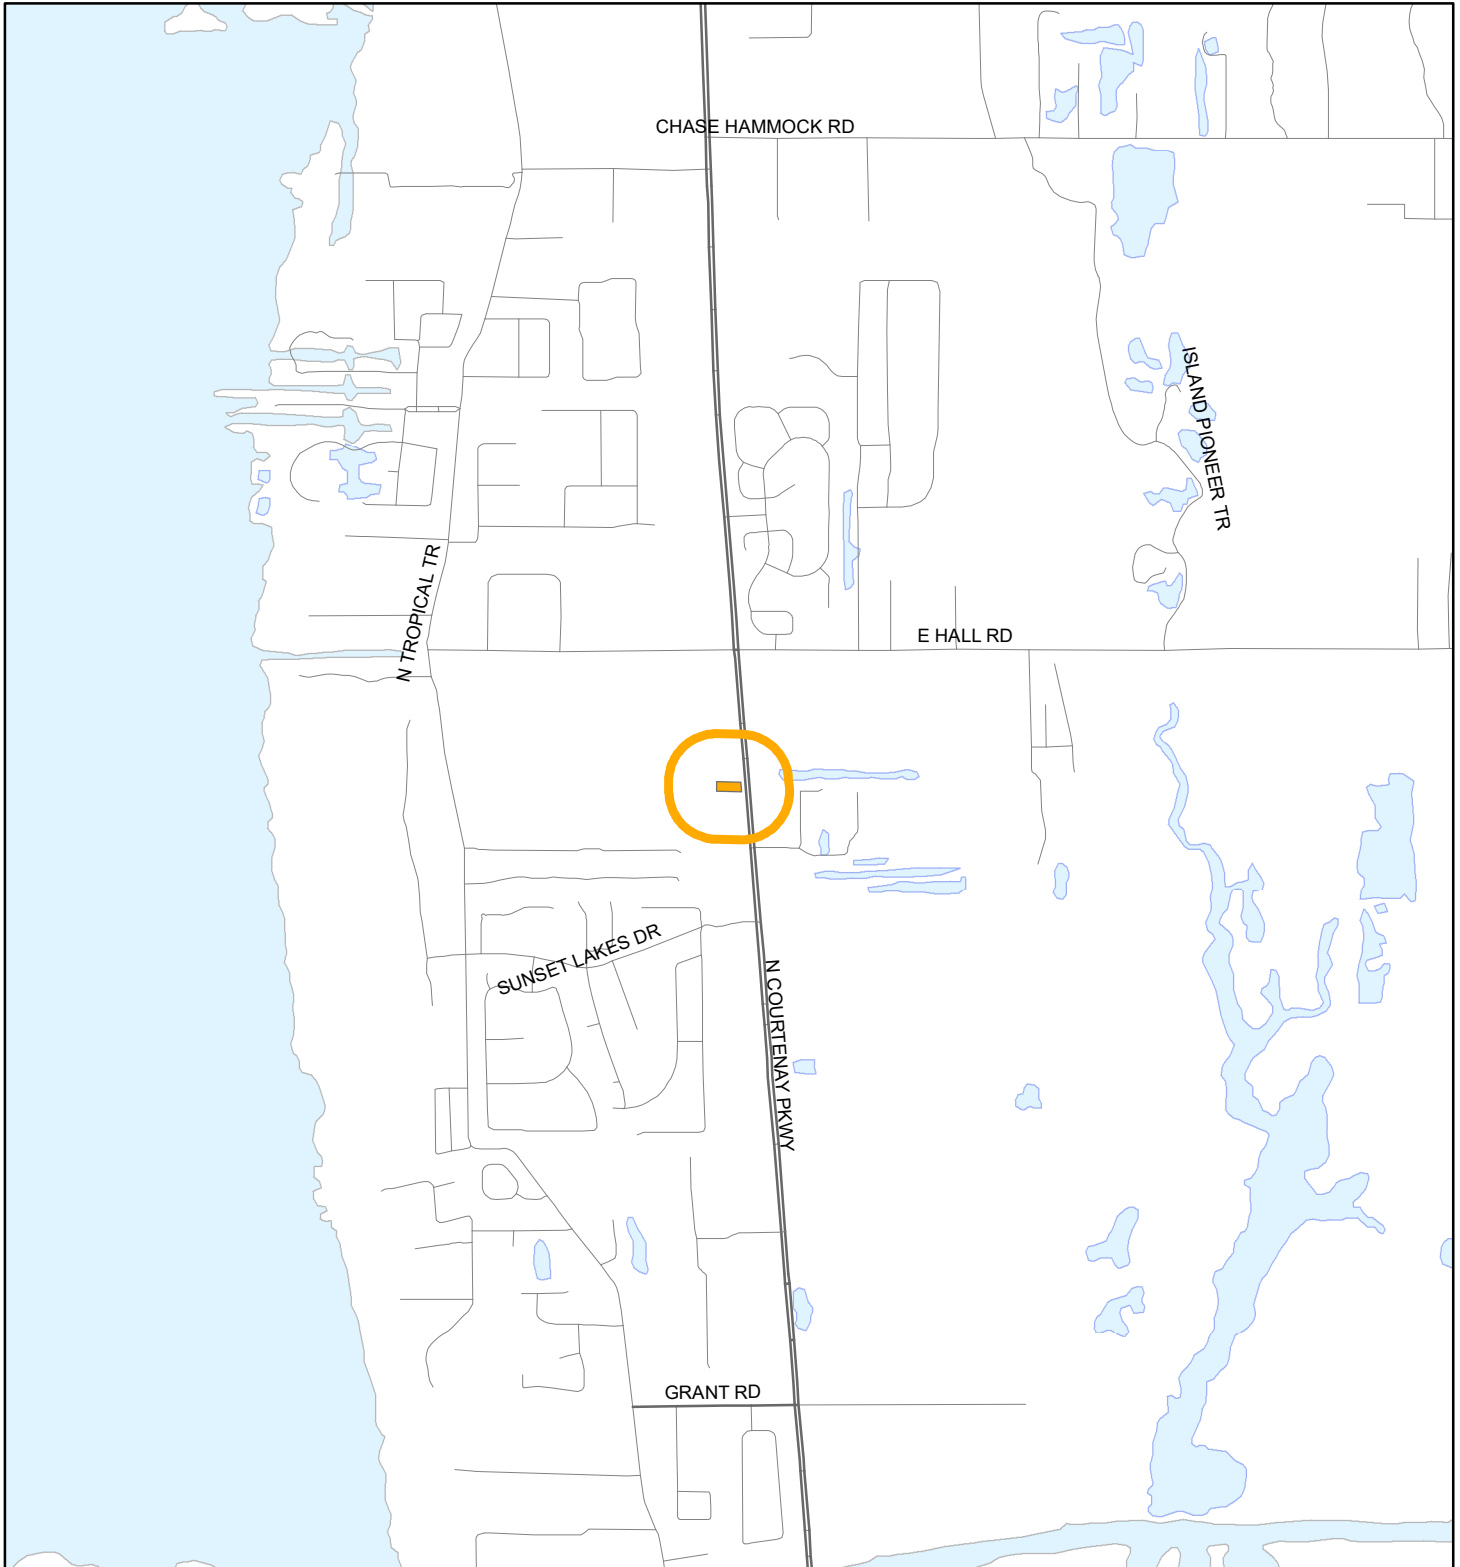 CHASE HAMMOCK RD
ISLAND PIONEER TR
N TROPICAL TR
E HALL RD
SUNSET LAKES DR
N COURTENAY PKWY
GRANT RD